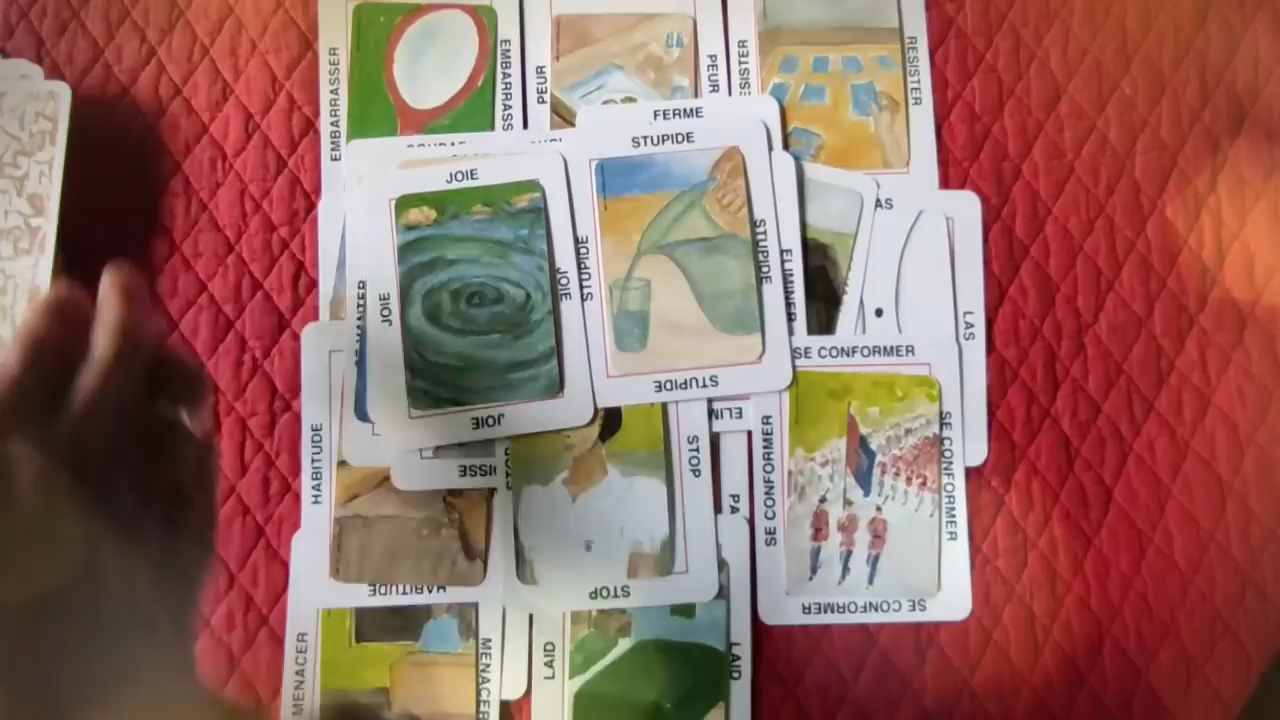 EMBARRASSER
EMBARRASS
PEUR
PEUR
RESISTER
FERME
STUPIDE
STUPIDE
STUPIDE
STUPIDE
JOIE
JOIE
JOIE
JOIE
ELIMINER
ELIM
LAS
SE CONFORMER
SE CONFORMER
SE CONFORMER
SE CONFORMER
HABITUDE
HABITUDE
STOP
STOP
MENACER
MENACER
LAID
LAID